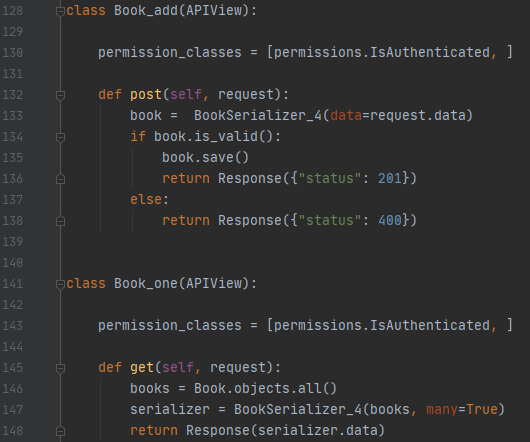 128 class Book_add(APIView):
129
130     permission_classes = [permissions.IsAuthenticated, ]
131
132     def post(self, request):
133         book =  BookSerializer_4(data=request.data)
134         if book.is_valid():
135             book.save()
136             return Response({"status": 201})
137         else:
138             return Response({"status": 400})
139
140
141 class Book_one(APIView):
142
143     permission_classes = [permissions.IsAuthenticated, ]
144
145     def get(self, request):
146         books = Book.objects.all()
147         serializer = BookSerializer_4(books, many=True)
148         return Response(serializer.data)